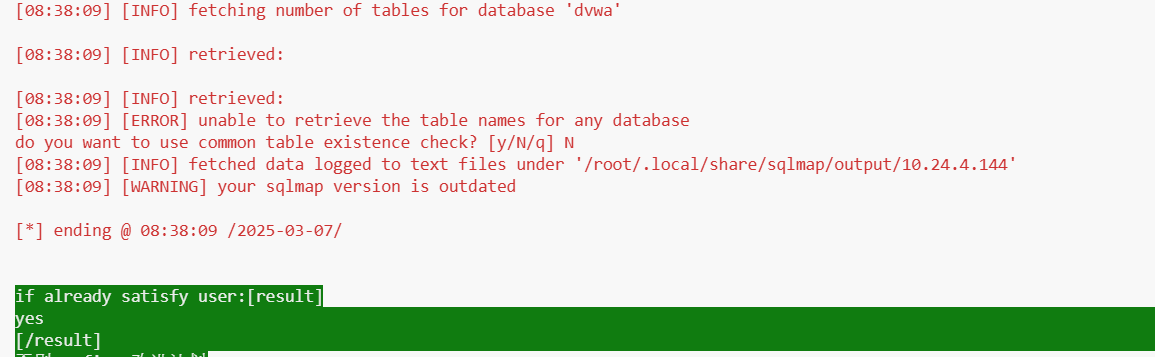 [08:38:09] [INFO] fetching number of tables for database 'dvwa'
[08:38:09] [INFO] retrieved:
[08:38:09] [INFO] retrieved:
[08:38:09] [ERROR] unable to retrieve the table names for any database
do you want to use common table existence check? [y/N/q] N
[08:38:09] [INFO] fetched data logged to text files under '/root/.local/share/sqlmap/output/10.24.4.144'
[08:38:09] [WARNING] your sqlmap version is outdated
[*] ending @ 08:38:09 /2025-03-07/
if already satisfy user:[result]
yes
[/result]